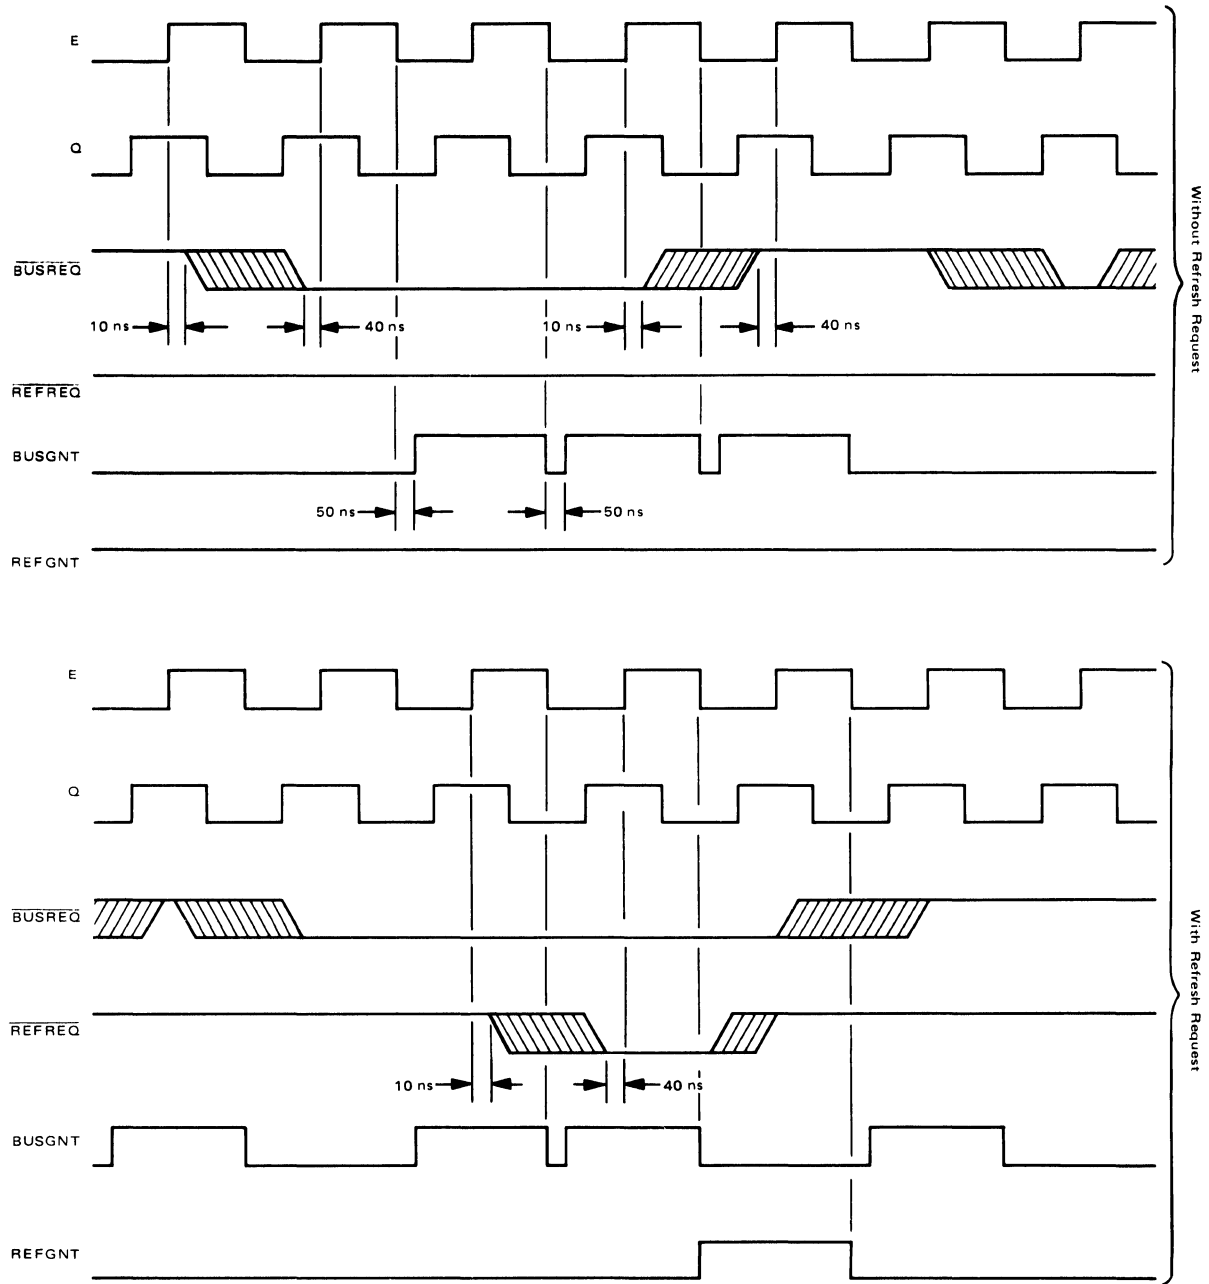 E
Q
BUSREQ
10 ns
40 ns
10 ns
40 ns
REFREQ
BUSGNT
50 ns
50 ns
REFGNT
Without Refresh Request
E
Q
BUSREQ
REFREQ
10 ns
40 ns
BUSGNT
REFGNT
With Refresh Request